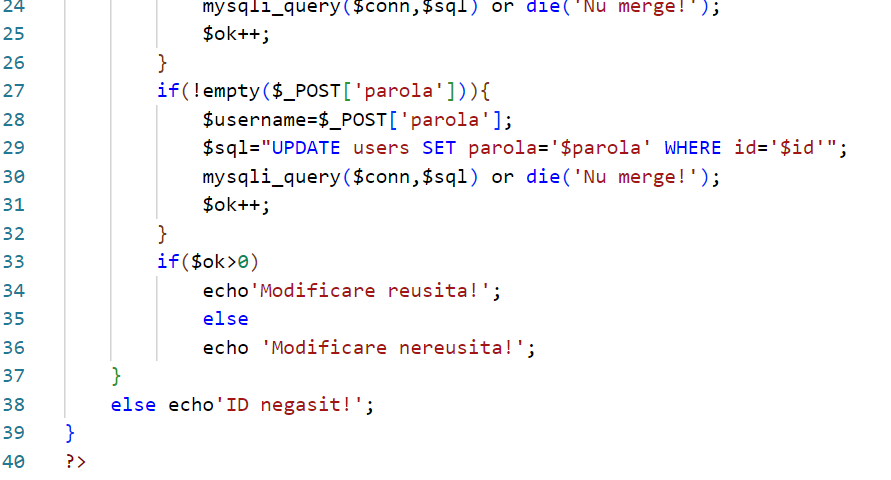 24 mysqli_query($conn,$sql) or die('Nu merge!');
25 $ok++;
26 }
27 if(!empty($_POST['parola'])){
28 $username=$_POST['parola'];
29 $sql="UPDATE users SET parola='$parola' WHERE id='$id'";
30 mysqli_query($conn,$sql) or die('Nu merge!');
31 $ok++;
32 }
33 if($ok>0)
34 echo'Modificare reusita!';
35 else
36 echo 'Modificare nereusita!';
37 }
38 else echo'ID negasit!';
39 }
40 ?>